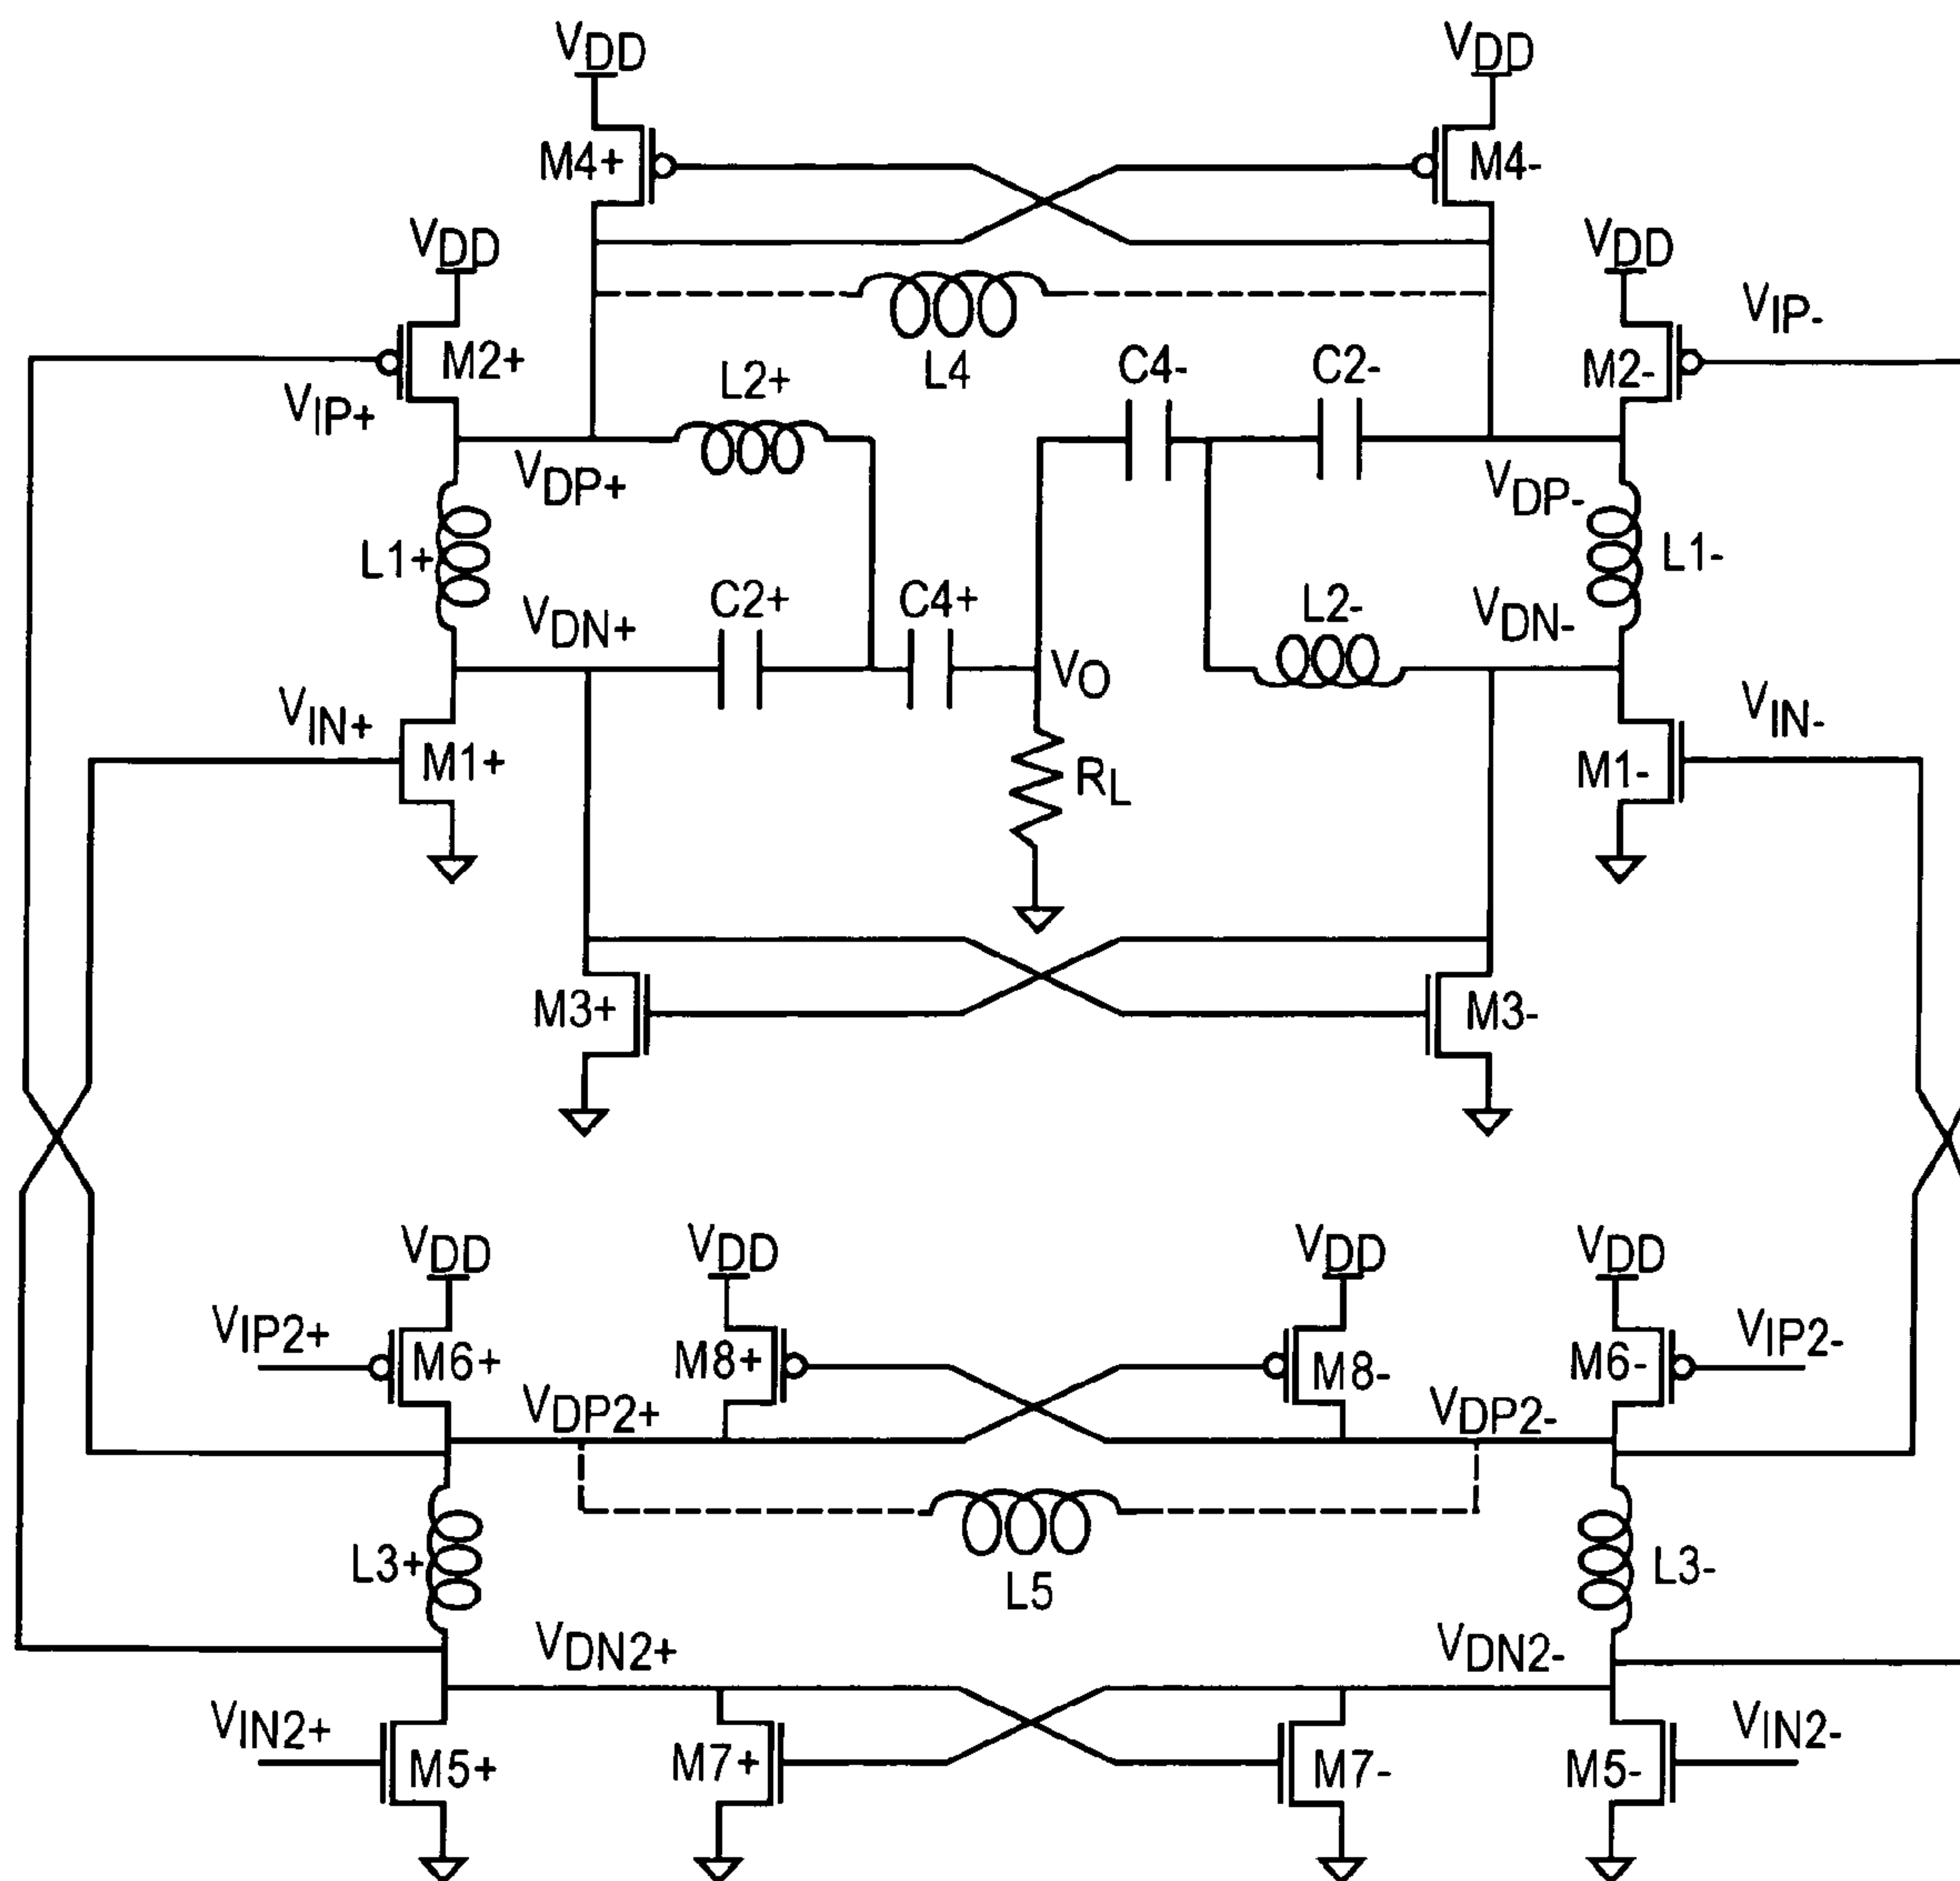 VDD VDD
M4+ M4-
VDD VDD
VIP-
M2+ M2-
L4
VIP+
L2+ C4- C2-
VDP+ VDP-
L1+ L1-
C2+ C4+ L2-
VDN+ VDN-
VO
VIN+ VIN-
M1+ M1-
RL
M3+ M3-
VDD VDD VDD VDD
VIP2+ VIP2-
M6+ M8+ M8- M6-
VDP2+ VDP2-
L3+ L3-
L5
VDN2+ VDN2-
VIN2+ VIN2-
M5+ M7+ M7- M5-